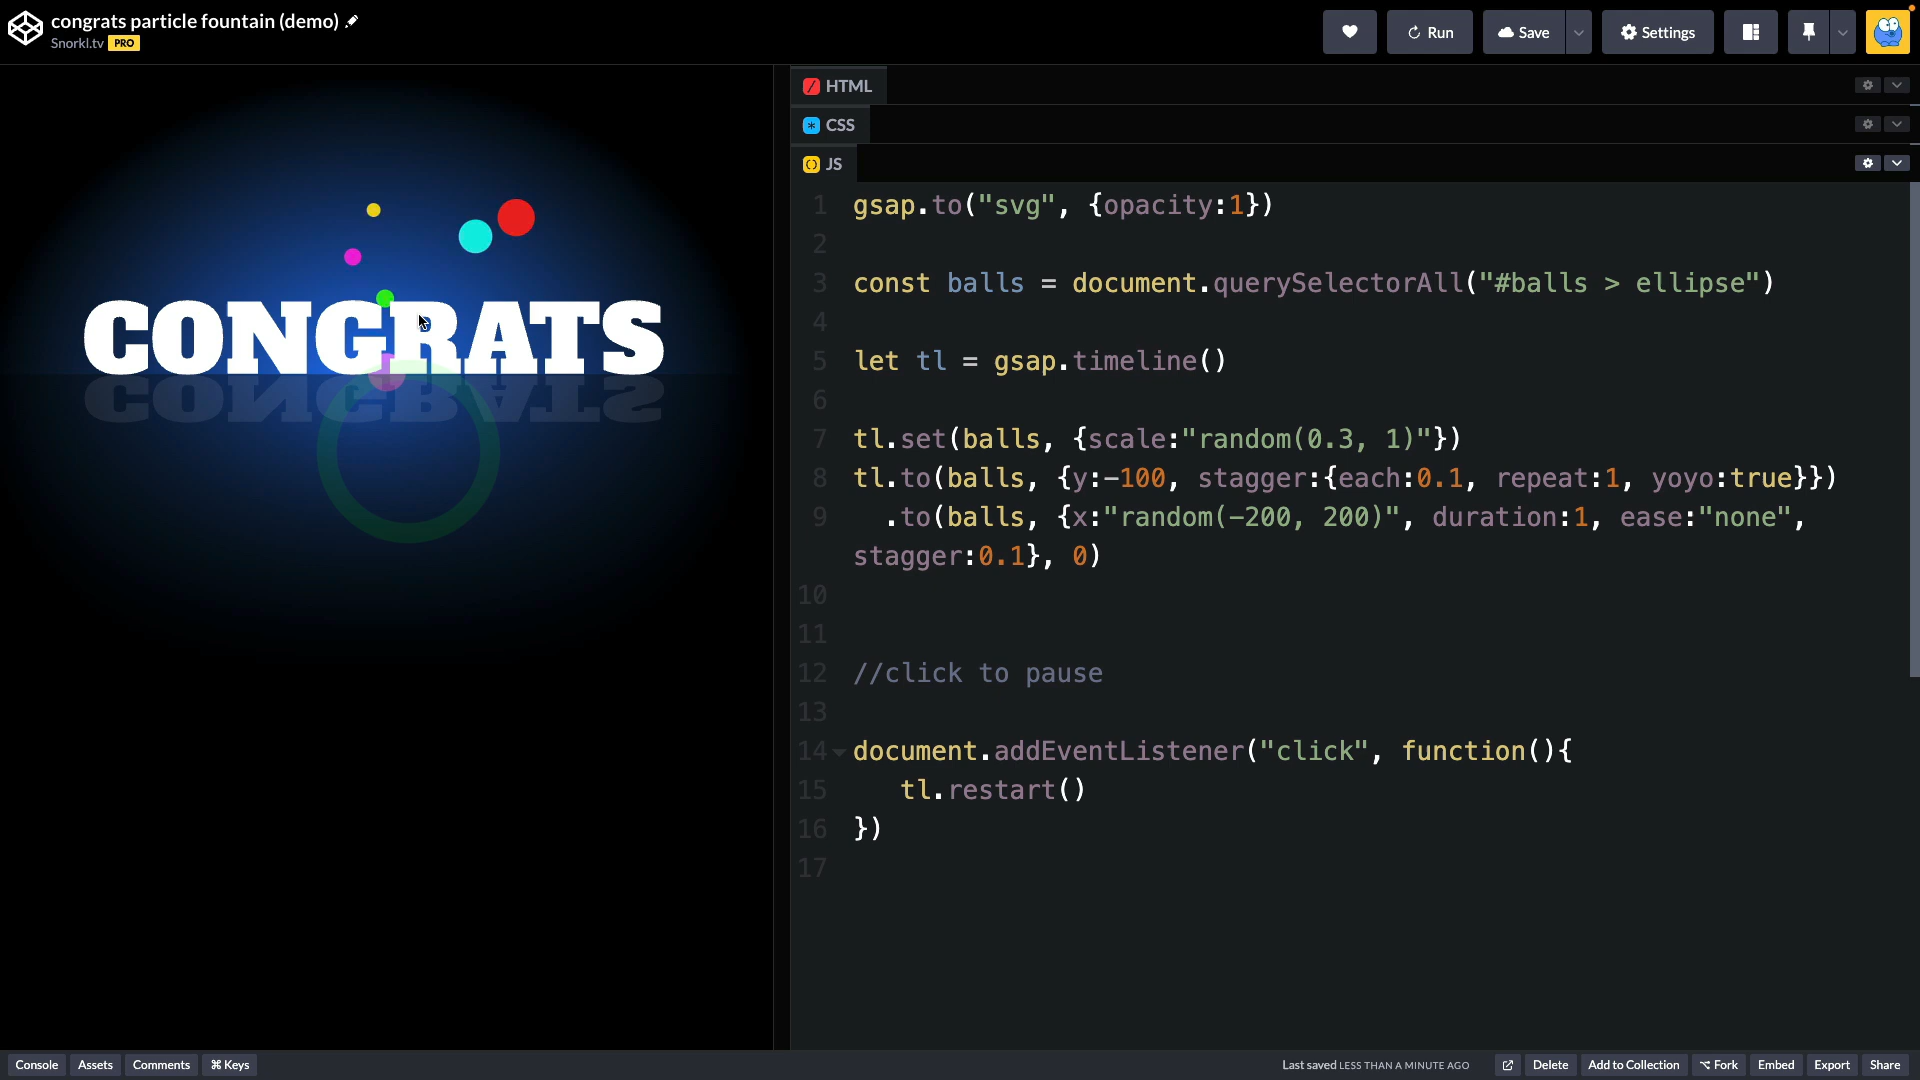 congrats particle fountain (demo)
Snorkl.tv PRO
Run
Save
Settings
HTML
CSS
JS
CONGRATS
1 gsap.to("svg", {opacity:1})
2
3 const balls = document.querySelectorAll("#balls > ellipse")
4
5 let tl = gsap.timeline()
6
7 tl.set(balls, {scale:"random(0.3, 1)"})
8 tl.to(balls, {y:-100, stagger:{each:0.1, repeat:1, yoyo:true}})
9 .to(balls, {x:"random(-200, 200)", duration:1, ease:"none",
stagger:0.1}, 0)
10
11
12 //click to pause
13
14 document.addEventListener("click", function(){
15 tl.restart()
16 })
17
Console Assets Comments ⌘ Keys Last saved LESS THAN A MINUTE AGO Delete Add to Collection ⌥ Fork Embed Export Share